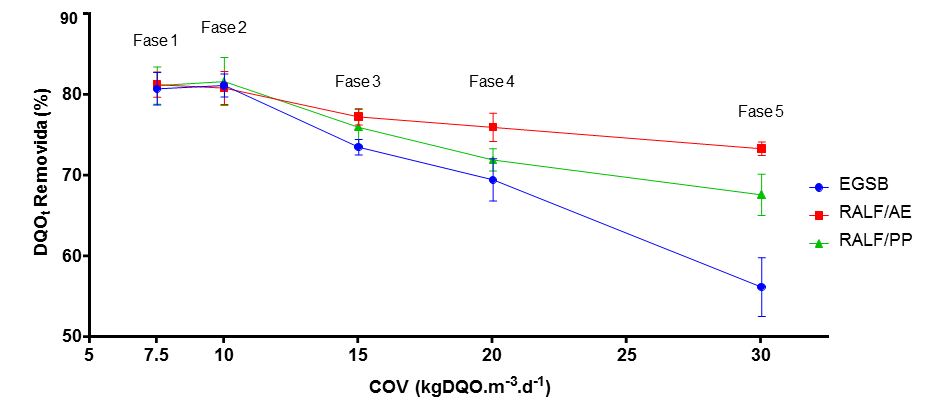 90
80
70
60
50
DQOt Removida (%)
Fase 1
Fase 2
Fase 3
Fase 4
Fase 5
EGSB
RALF/AE
RALF/PP
5
7.5
10
15
20
25
30
COV (kgDQO.m-3.d-1)